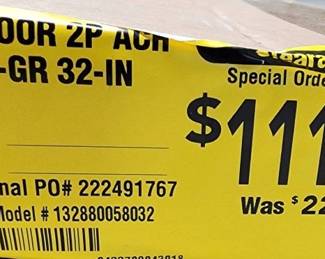 OOR 2P ACH
-GR 32-IN
Special Orde
$111
Was $22
nal PO# 222491767
Model # 132880058032